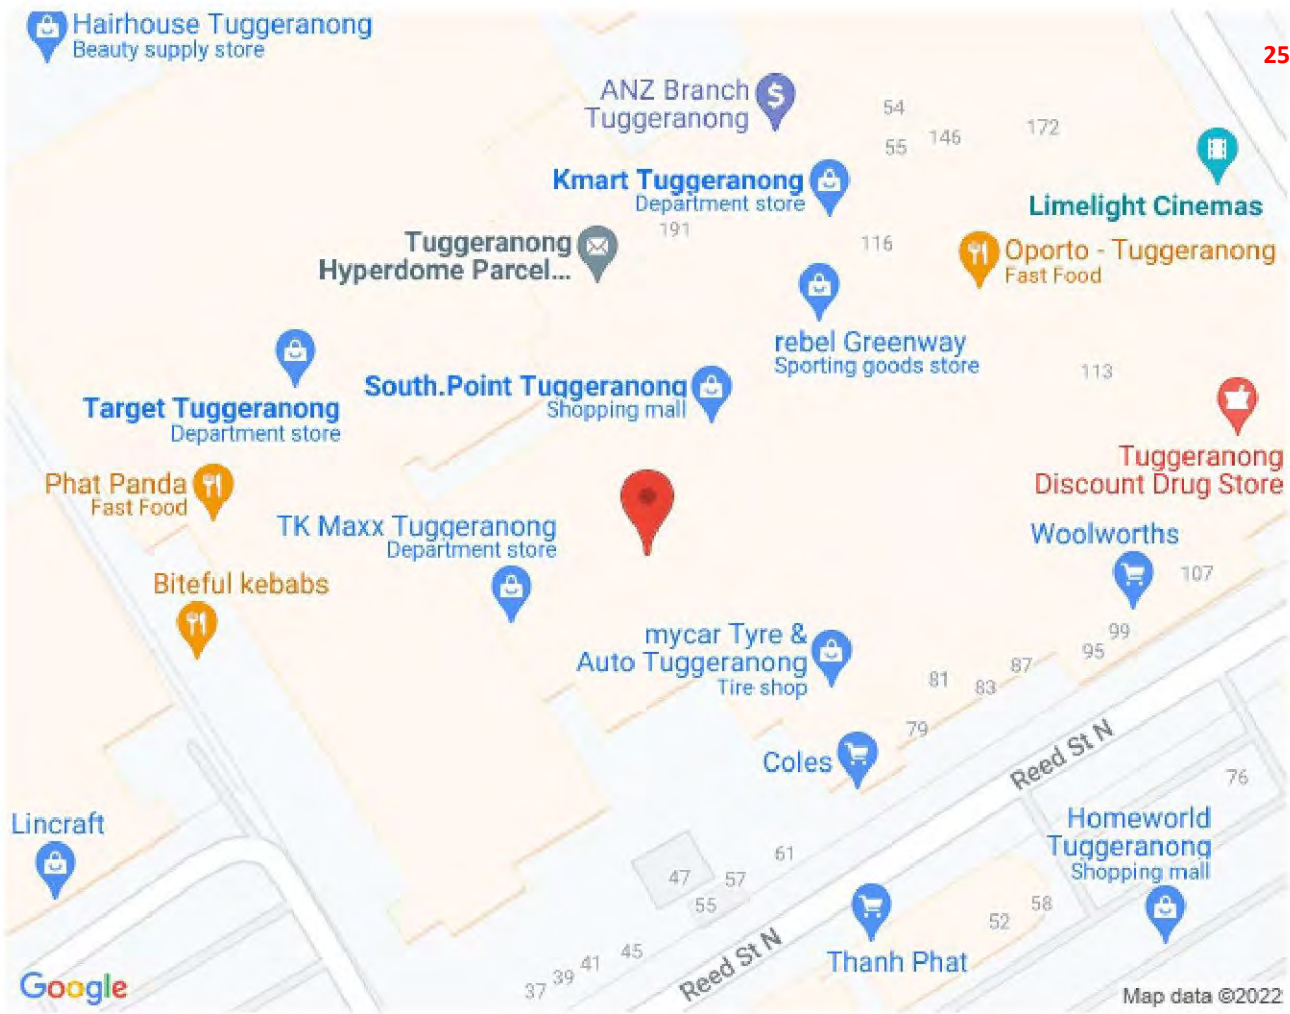 Hairhouse Tuggeranong
Beauty supply store
25
ANZ Branch
Tuggeranong
54
55
146
172
Kmart Tuggeranong
Department store
Limelight Cinemas
191
116
Tuggeranong
Hyperdome Parcel...
Oporto - Tuggeranong
Fast Food
rebel Greenway
Sporting goods store
113
South.Point Tuggeranong
Shopping mall
Target Tuggeranong
Department store
Tuggeranong
Discount Drug Store
Phat Panda
Fast Food
TK Maxx Tuggeranong
Department store
Woolworths
107
Biteful kebabs
mycar Tyre &
Auto Tuggeranong
Tire shop
99
95
87
83
81
79
Coles
Reed St N
76
Lincraft
Homeworld
Tuggeranong
Shopping mall
61
57
47
55
58
52
Thanh Phat
45
41
39
37
Reed St N
Google
Map data ©2022